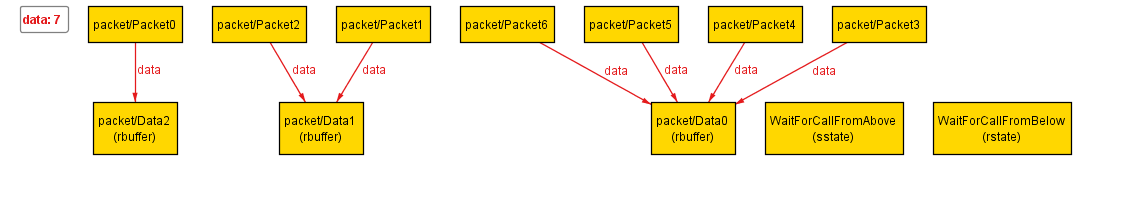 data: 7
packet/Packet0
packet/Packet2
packet/Packet1
packet/Packet6
packet/Packet5
packet/Packet4
packet/Packet3
data
data
data
data
data
data
data
packet/Data2
(rbuffer)
packet/Data1
(rbuffer)
packet/Data0
(rbuffer)
WaitForCallFromAbove
(sstate)
WaitForCallFromBelow
(rstate)